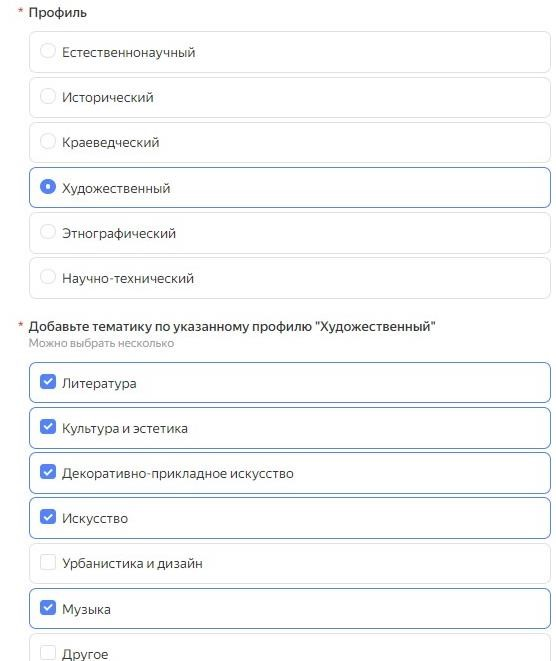 * Профиль
Естественнонаучный
Исторический
Краеведческий
Художественный
Этнографический
Научно-технический
* Добавьте тематику по указанному профилю "Художественный"
Можно выбрать несколько
Литература
Культура и эстетика
Декоративно-прикладное искусство
Искусство
Урбанистика и дизайн
Музыка
Другое